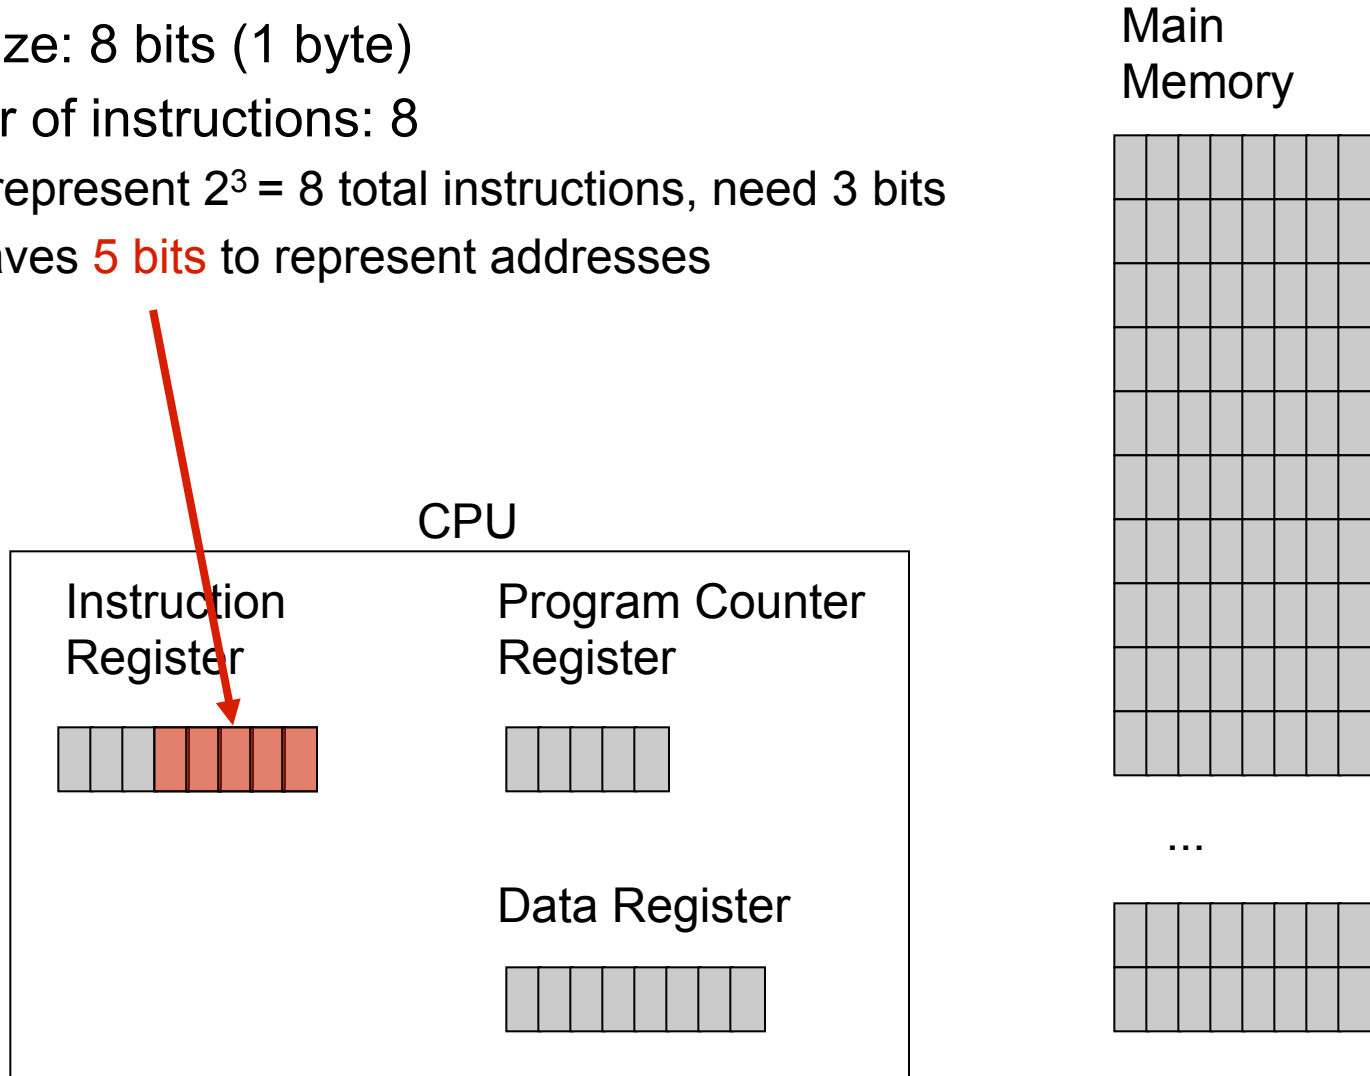 ze: 8 bits (1 byte)
r of instructions: 8
represent 2³ = 8 total instructions, need 3 bits
ves 5 bits to represent addresses
Main
Memory
CPU
Instruction
Register
Program Counter
Register
Data Register
...